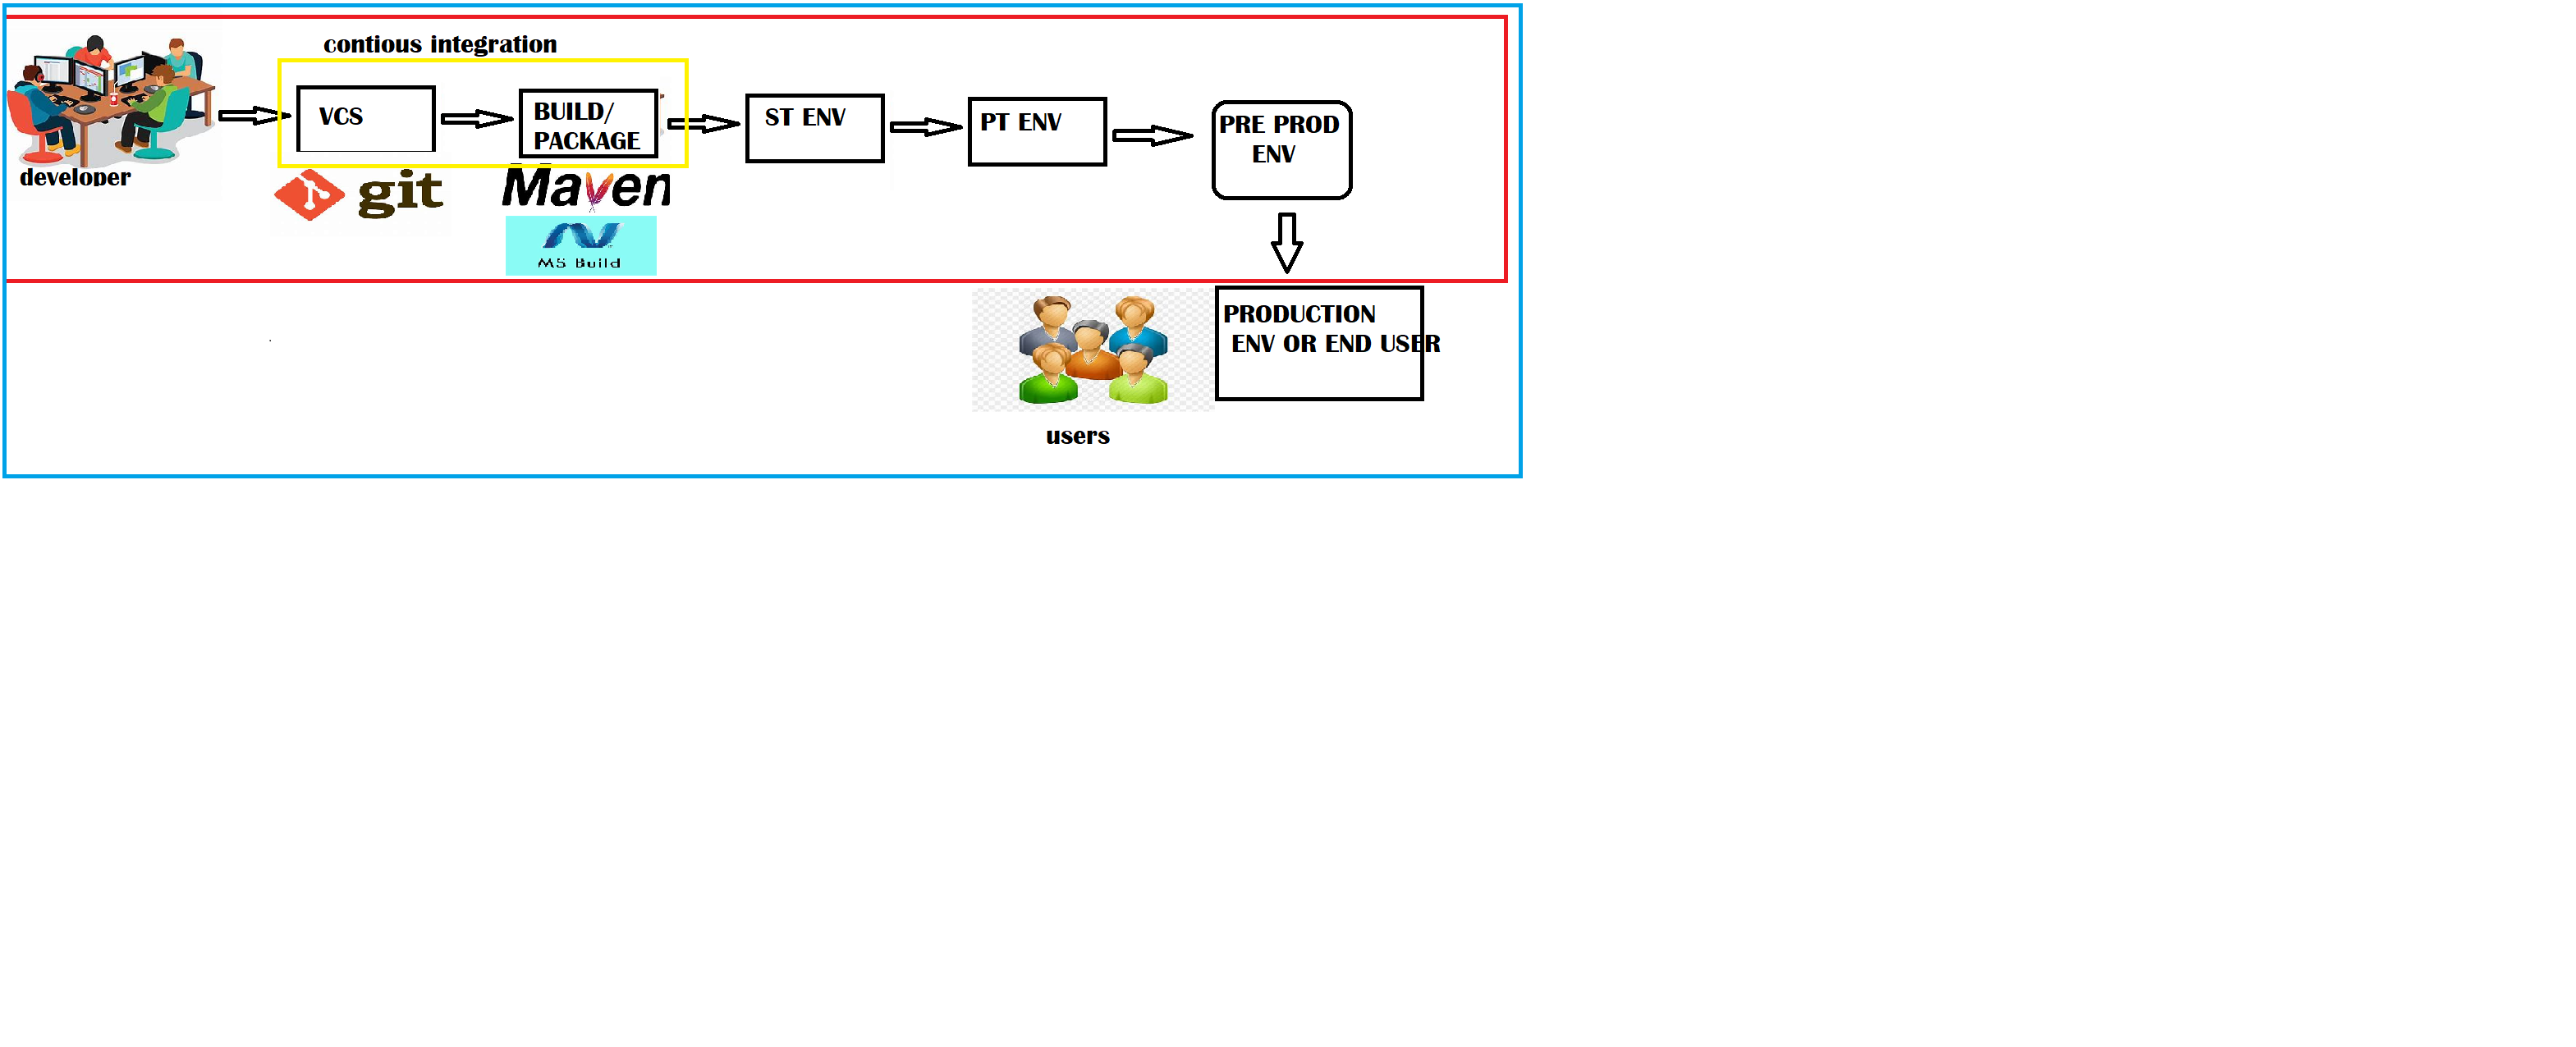 contious integration
VCS
BUILD/
PACKAGE
ST ENV
PT ENV
PRE PROD
ENV
developer
git
Maven
MS Build
PRODUCTION
ENV OR END USER
users